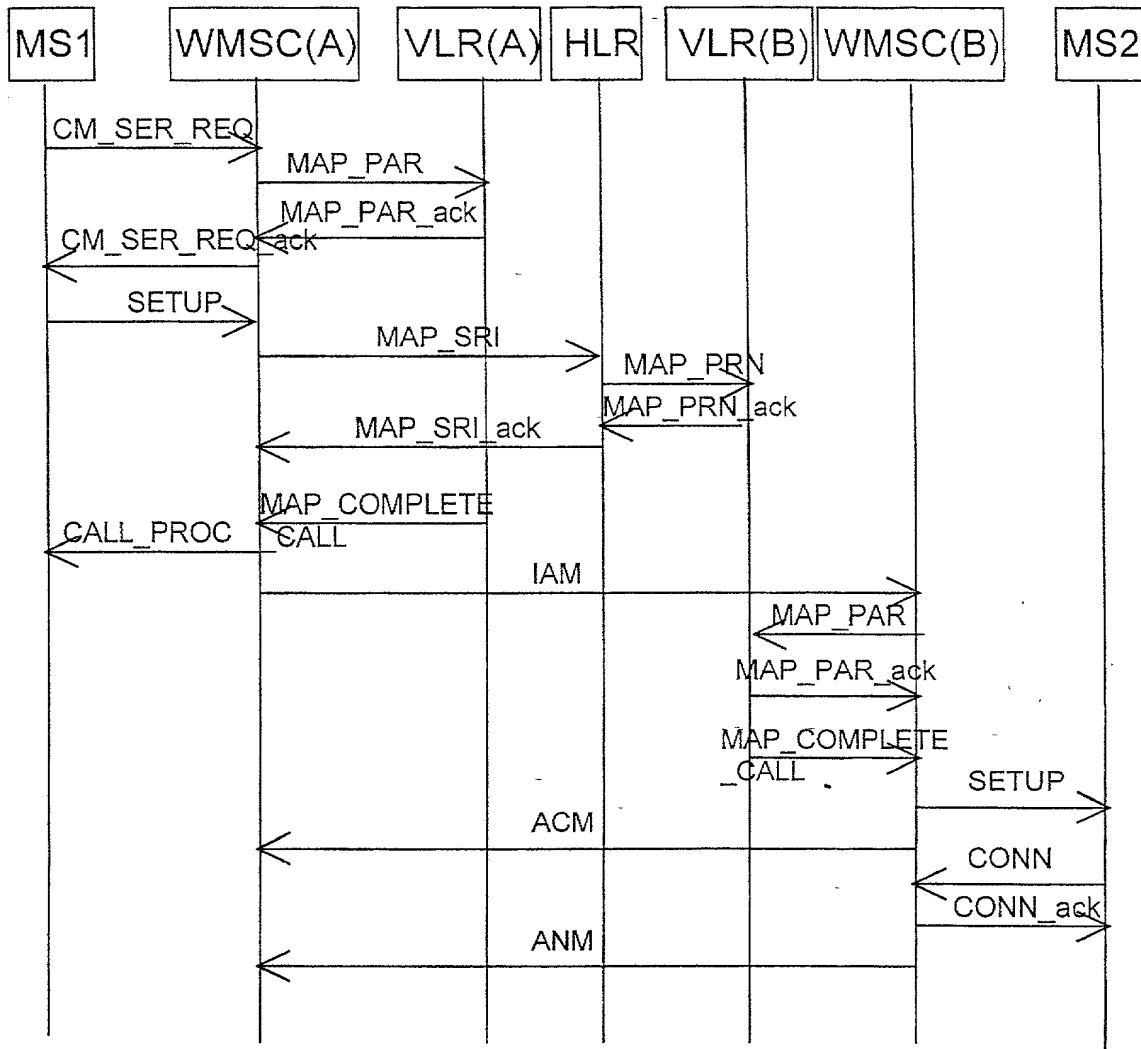 MS1 WMSC(A) VLR(A) HLR VLR(B) WMSC(B) MS2
CM_SER_REQ
MAP_PAR
MAP_PAR_ack
CM_SER_REQ_ack
SETUP
MAP_SRI
MAP_PRN
MAP_PRN_ack
MAP_SRI_ack
MAP_COMPLETE
CALL_PROC CALL
IAM
MAP_PAR
MAP_PAR_ack
MAP_COMPLETE
_CALL
SETUP
ACM
CONN
CONN_ack
ANM